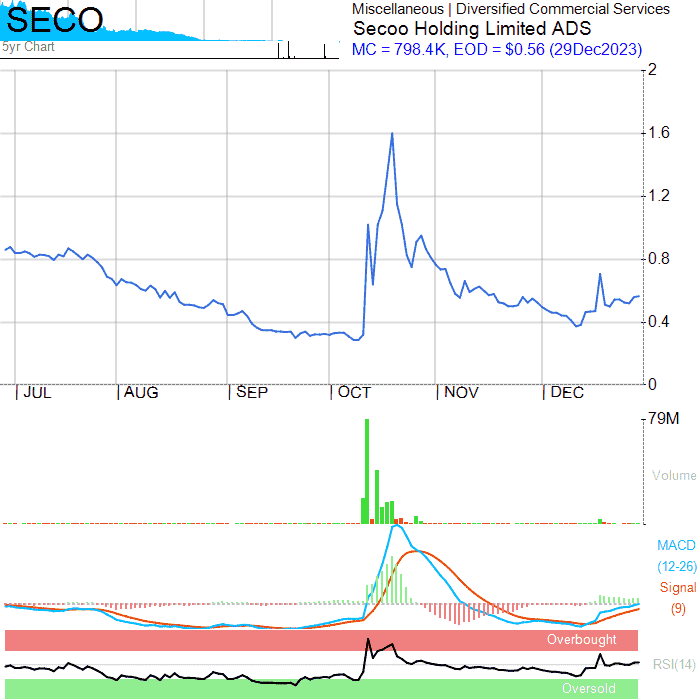 SECO
5yr Chart
Miscellaneous | Diversified Commercial Services
Secoo Holding Limited ADS
MC = 798.4K, EOD = $0.56 (29Dec2023)
2
1.6
1.2
0.8
0.4
0
JUL AUG SEP OCT NOV DEC
79M
Volume
MACD
(12-26)
Signal
(9)
Overbought
RSI(14)
Oversold